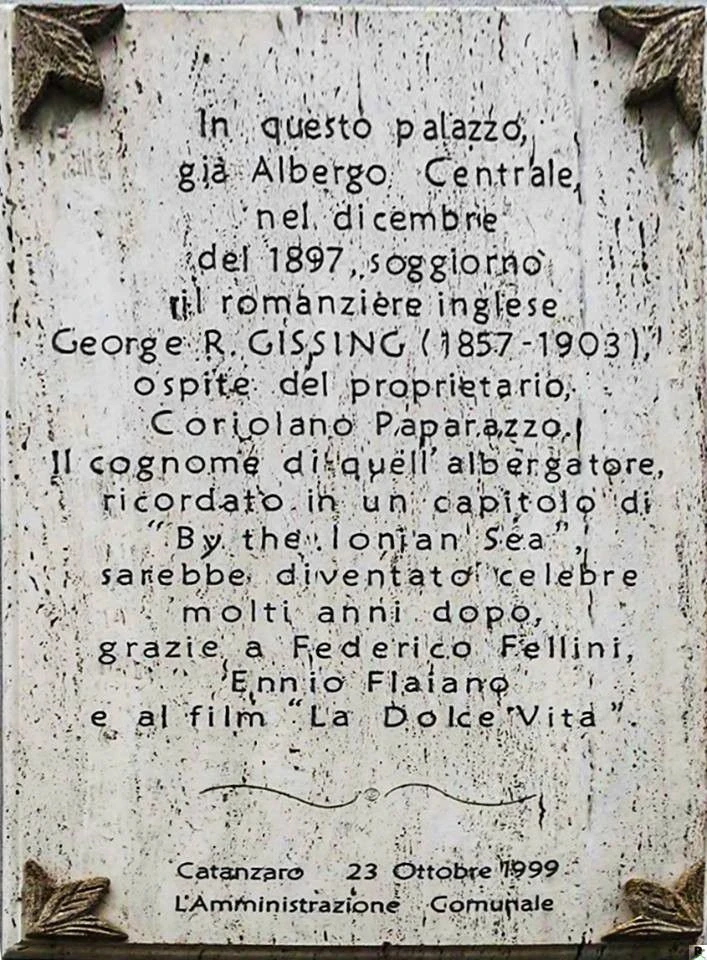 In questo palazzo,
già Albergo Centrale,
nel dicembre
del 1897, soggiornò
il romanziere inglese
George R. GISSING (1857-1903),
ospite del proprietario,
Coriolano Paparazzo.
Il cognome di quell'albergatore,
ricordato in un capitolo di
"By the Ionian Sea",
sarebbe diventato celebre
molti anni dopo,
grazie a Federico Fellini,
Ennio Flaiano
e al film "La Dolce Vita".
Catanzaro 23 Ottobre 1999
L'Amministrazione Comunale